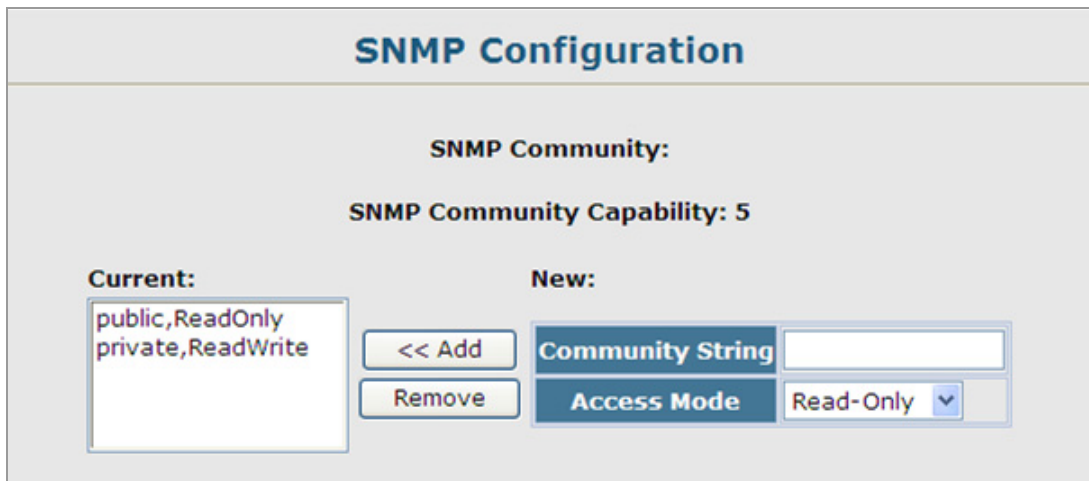 SNMP Configuration
SNMP Community:
SNMP Community Capability: 5
Current:
public,ReadOnly
private,ReadWrite
<< Add
Remove
New:
Community String
Access Mode Read-Only